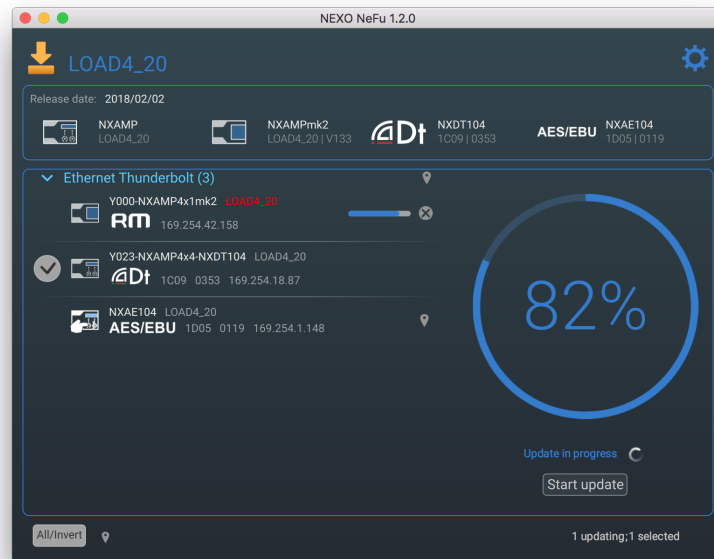 NEXO NeFu 1.2.0
LOAD4_20
Release date: 2018/02/02
NXAMP
LOAD4_20
NXAMPmk2
LOAD4_20 | V133
Dt
NXDT104
1C09 | 0353
AES/EBU
NXAE104
1D05 | 0119
Ethernet Thunderbolt (3)
Y000-NXAMP4x1mk2 LOAD4_20
RM 169.254.42.158
Y023-NXAMP4x4-NXDT104 LOAD4_20
Dt 1C09 0353 169.254.18.87
NXAE104 LOAD4_20
AES/EBU 1D05 0119 169.254.1.148
82%
Update in progress
Start update
All/Invert
1 updating;1 selected